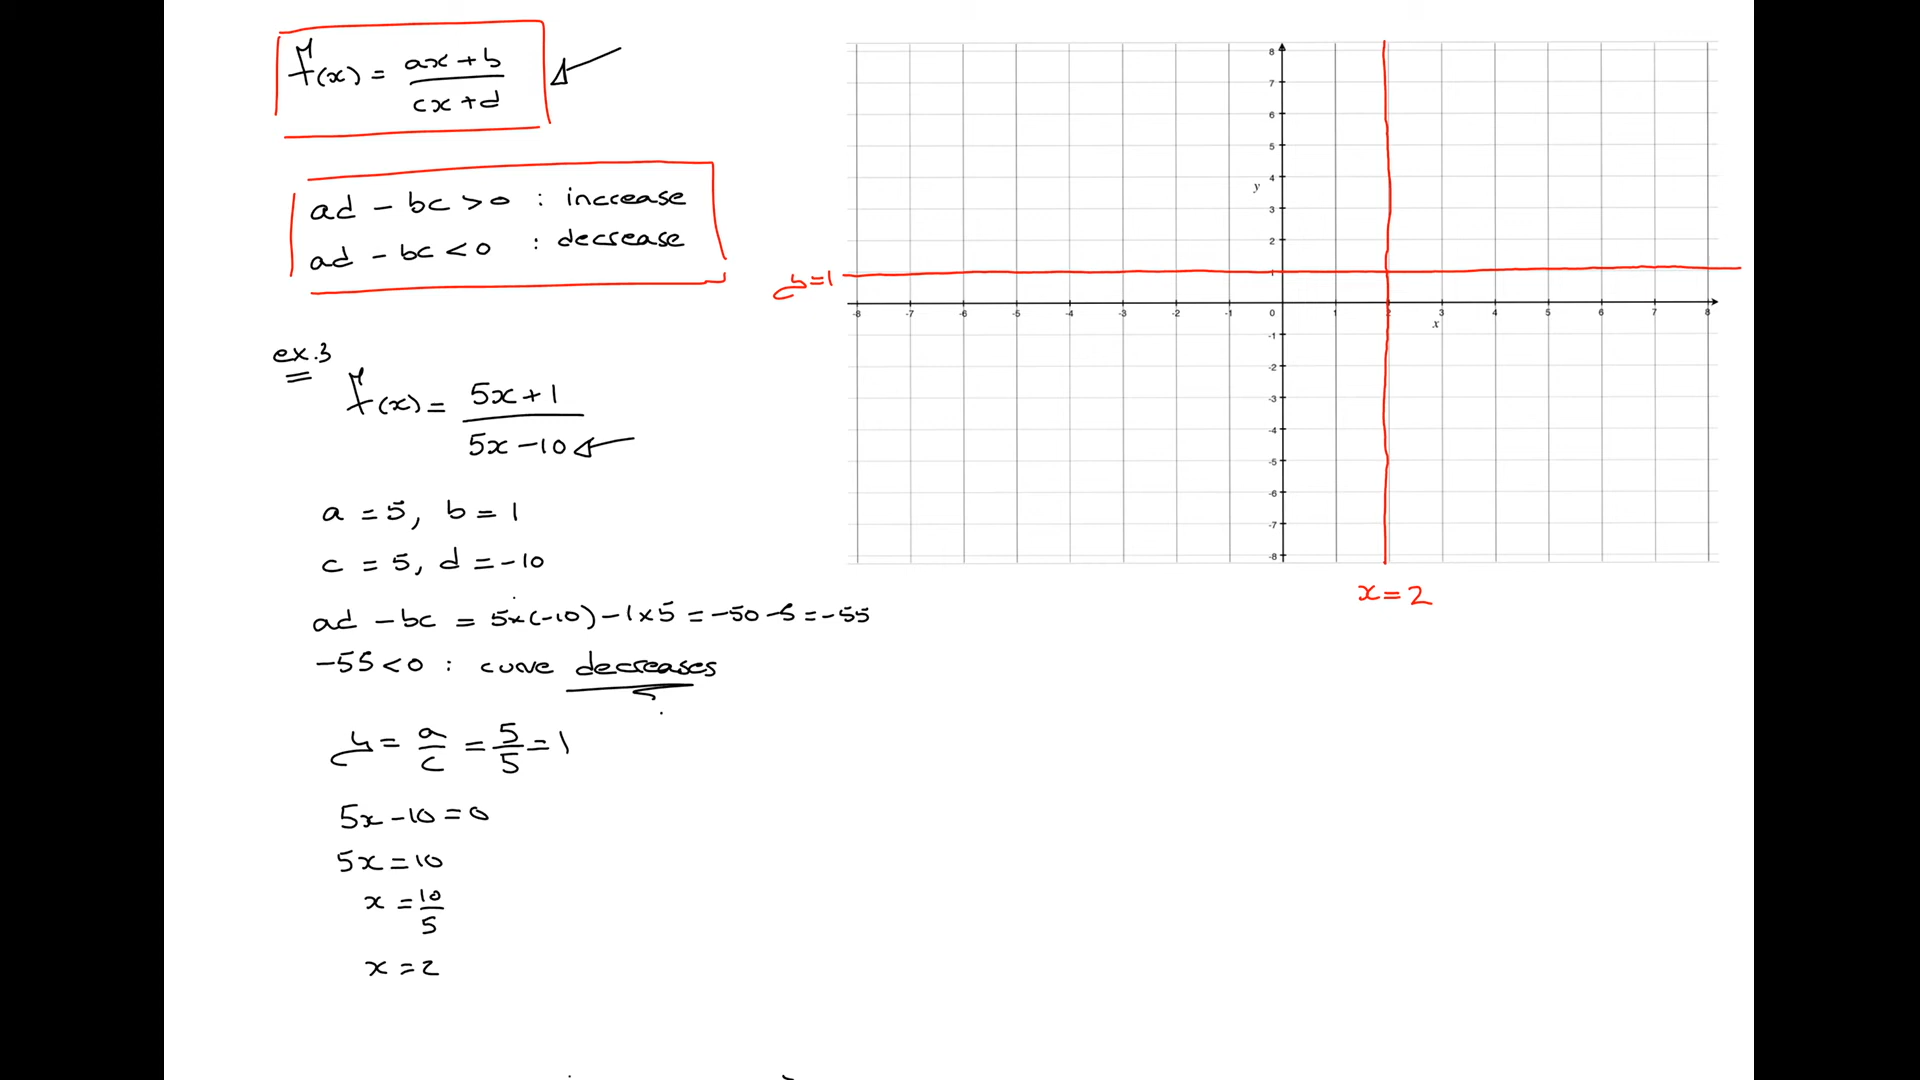 f(x) = (ax+b)/(cx+d)
ad - bc > 0 : increase
ad - bc < 0 : decrease
ex.3
f(x) = (5x+1)/(5x-10)
a = 5, b = 1
c = 5, d = -10
ad - bc = 5x(-10) - 1x5 = -50 -5 = -55
-55 < 0 : curve decreases
y = a/c = 5/5 = 1
5x - 10 = 0
5x = 10
x = 10/5
x = 2
8
7
6
5
4
y
3
2
1
y = 1
-8 -7 -6 -5 -4 -3 -2 -1 0 1 2 3 4 5 6 7 8
x
-1
-2
-3
-4
-5
-6
-7
-8
x = 2